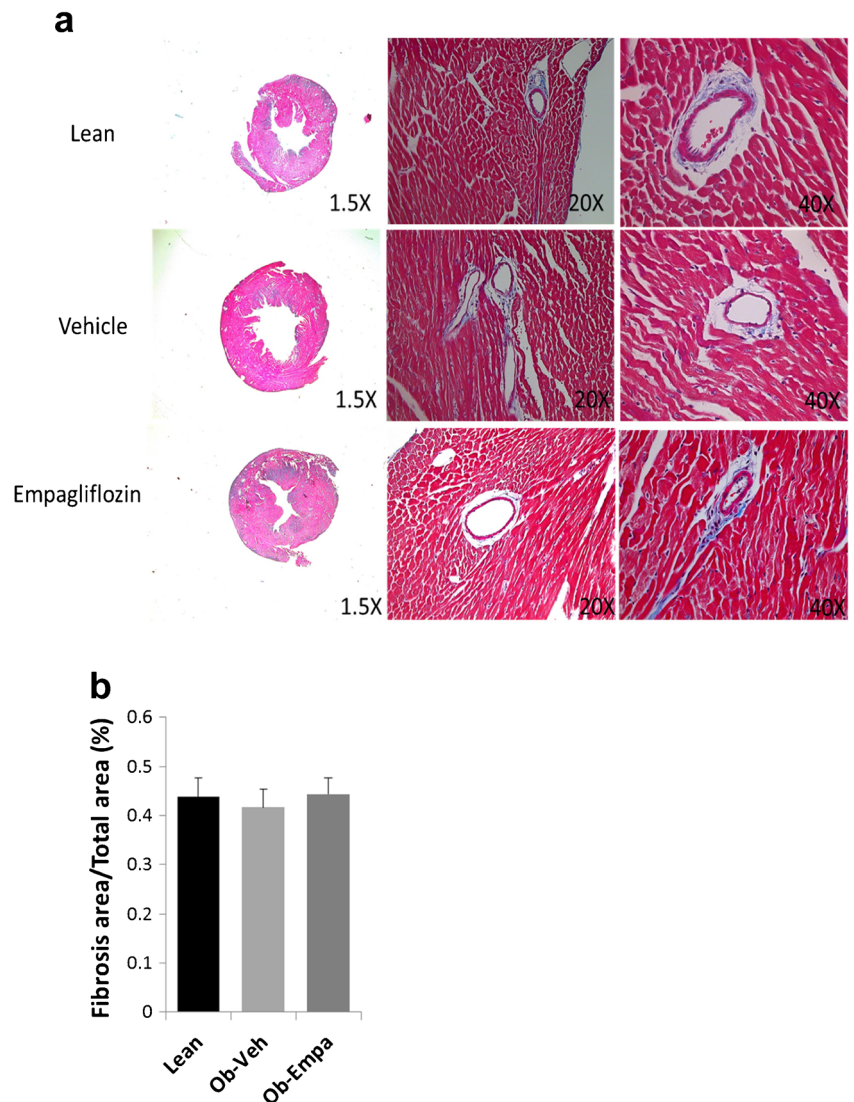 a
Lean
1.5X
20X
40X
Vehicle
1.5X
20X
40X
Empagliflozin
1.5X
20X
40X
b
Fibrosis area/Total area (%)
0.6
0.5
0.4
0.3
0.2
0.1
0
Lean
Ob-Veh
Ob-Empa